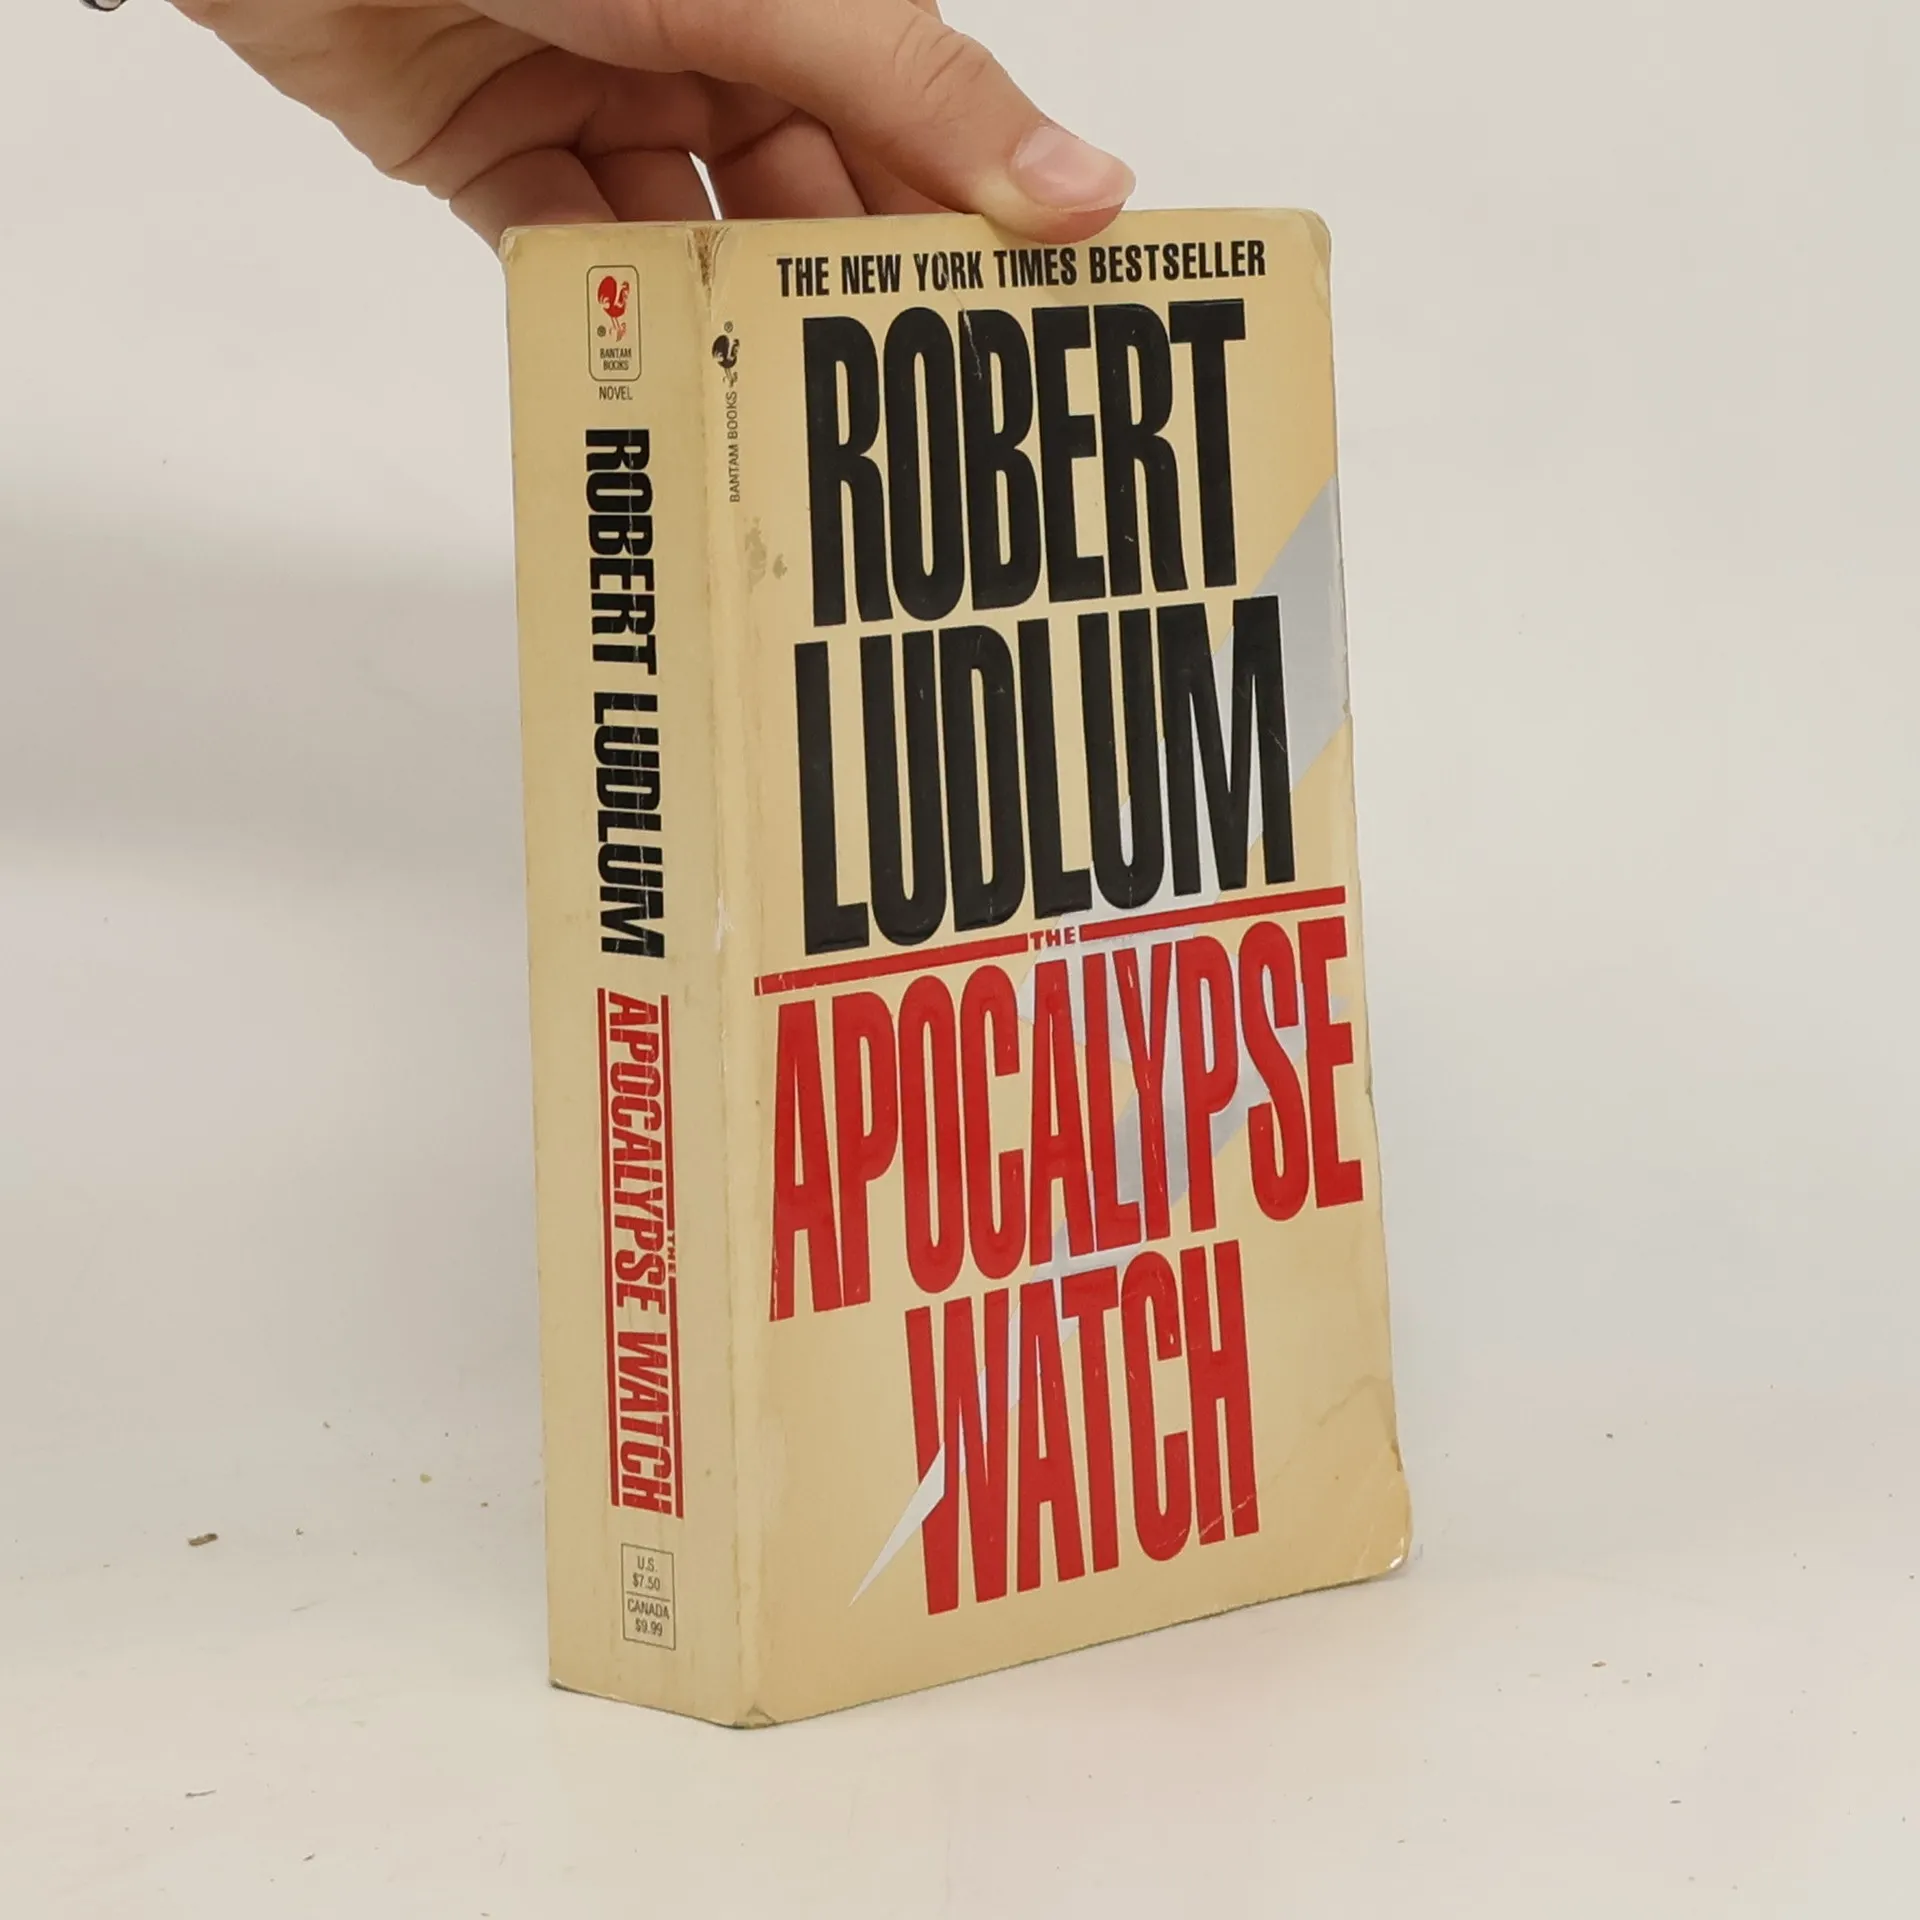 BANTAM
BOOKS
NOVEL
ROBERT LUDLUM
THE
APOCALYPSE WATCH
U.S.
$7.50
CANADA
$9.99
BANTAM BOOKS
THE NEW YORK TIMES BESTSELLER
ROBERT
LUDLUM
THE
APOCALYPSE
WATCH